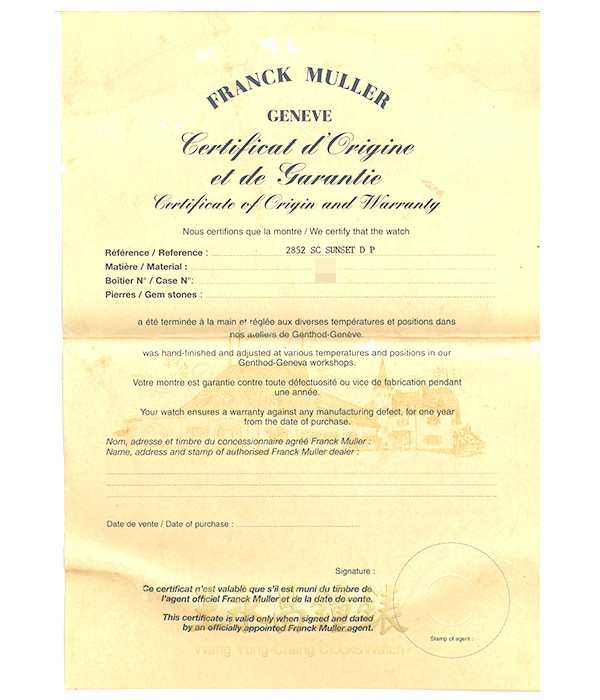 FRANCK MULLER
GENEVE
Certificat d'Origine
et de Garantie
Certificate of Origin and Warranty
Nous certifions que la montre / We certify that the watch
Référence / Reference : 2852 SC SUNSET D P
Matière / Material :
Boîtier N° / Case N°:
Pierres / Gem stones :
a été terminée à la main et réglée aux diverses températures et positions dans
nos ateliers de Genthod-Genève.
was hand-finished and adjusted at various temperatures and positions in our
Genthod-Geneva workshops.
Votre montre est garantie contre toute défectuosité ou vice de fabrication pendant
une année.
Your watch ensures a warranty against any manufacturing defect, for one year
from the date of purchase.
Nom, adresse et timbre du concessionnaire agréé Franck Muller :
Name, address and stamp of authorised Franck Muller dealer :
Date de vente / Date of purchase :
Signature :
Ce certificat n'est valable que s'il est muni du timbre de
l'agent officiel Franck Muller et de la date de vente.
This certificate is valid only when signed and dated
by an officially appointed Franck Muller agent.
Stamp of agent :
Wang Yung-Chang Clock&Watch